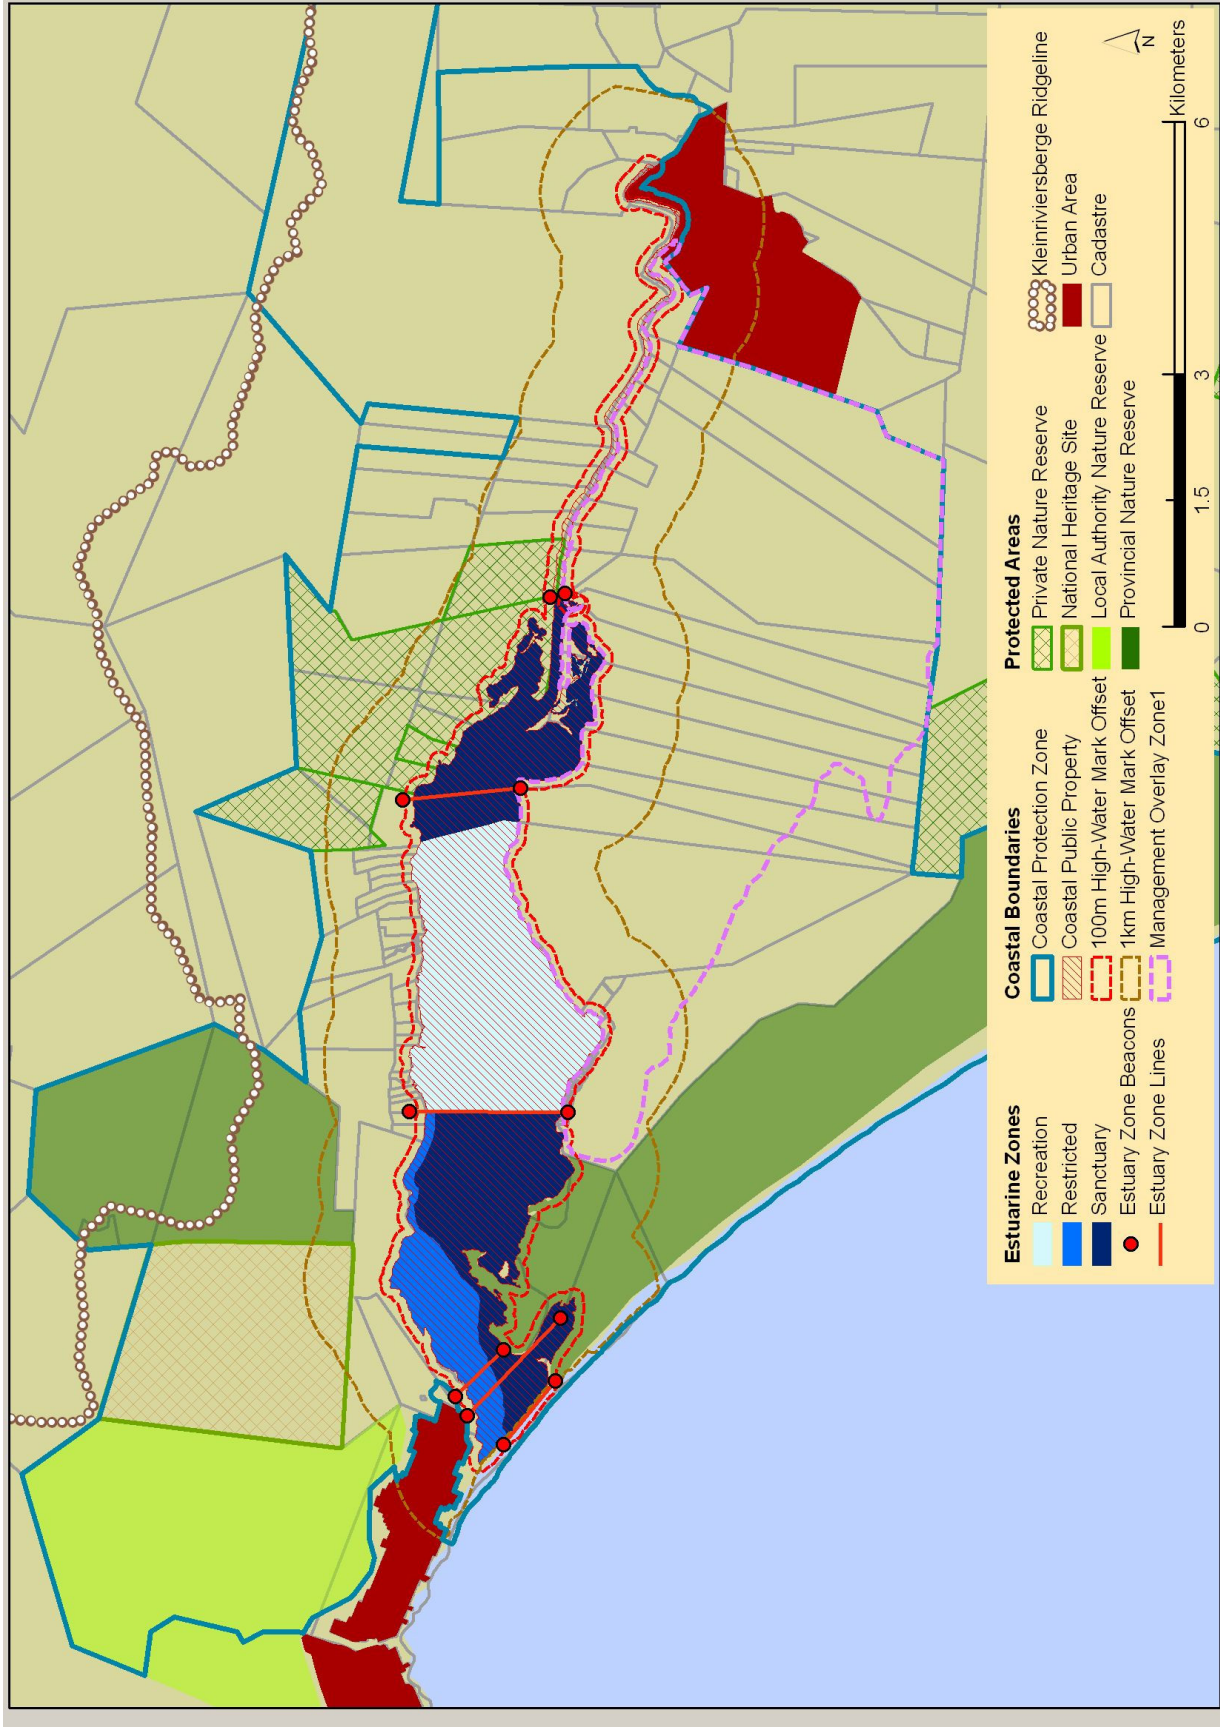 Estuarine Zones
Recreation
Restricted
Sanctuary
Estuary Zone Beacons
Estuary Zone Lines
Coastal Boundaries
Coastal Protection Zone
Coastal Public Property
100m High-Water Mark Offset
1km High-Water Mark Offset
Management Overlay Zone1
Protected Areas
Private Nature Reserve
National Heritage Site
Local Authority Nature Reserve
Provincial Nature Reserve
Kleinriviersberge Ridgeline
Urban Area
Cadastre
N
0 1.5 3 6
Kilometers